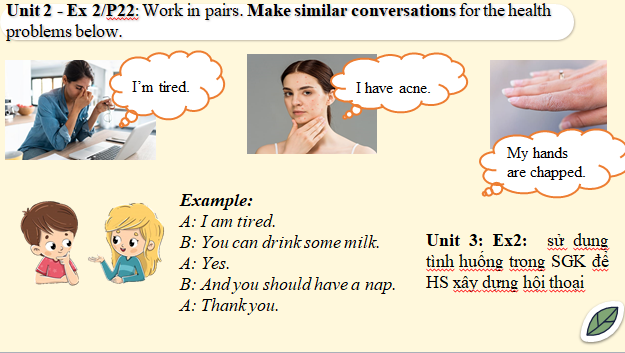 Unit 2 - Ex 2/P22: Work in pairs. Make similar conversations for the health
problems below.
I'm tired.
I have acne.
My hands
are chapped.
Example:
A: I am tired.
B: You can drink some milk.
A: Yes.
B: And you should have a nap.
A: Thank you.
Unit 3: Ex2: sử dụng
tình huống trong SGK để
HS xây dựng hội thoại